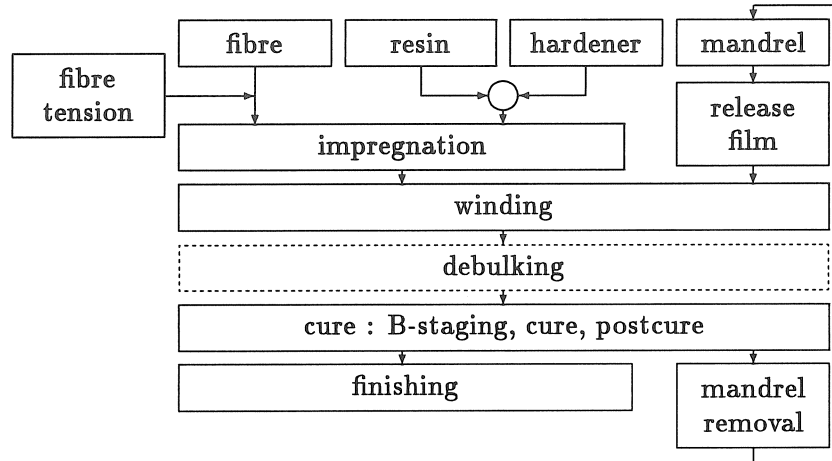 fibre
resin
hardener
mandrel
fibre
tension
release
film
impregnation
winding
debulking
cure : B-staging, cure, postcure
finishing
mandrel
removal